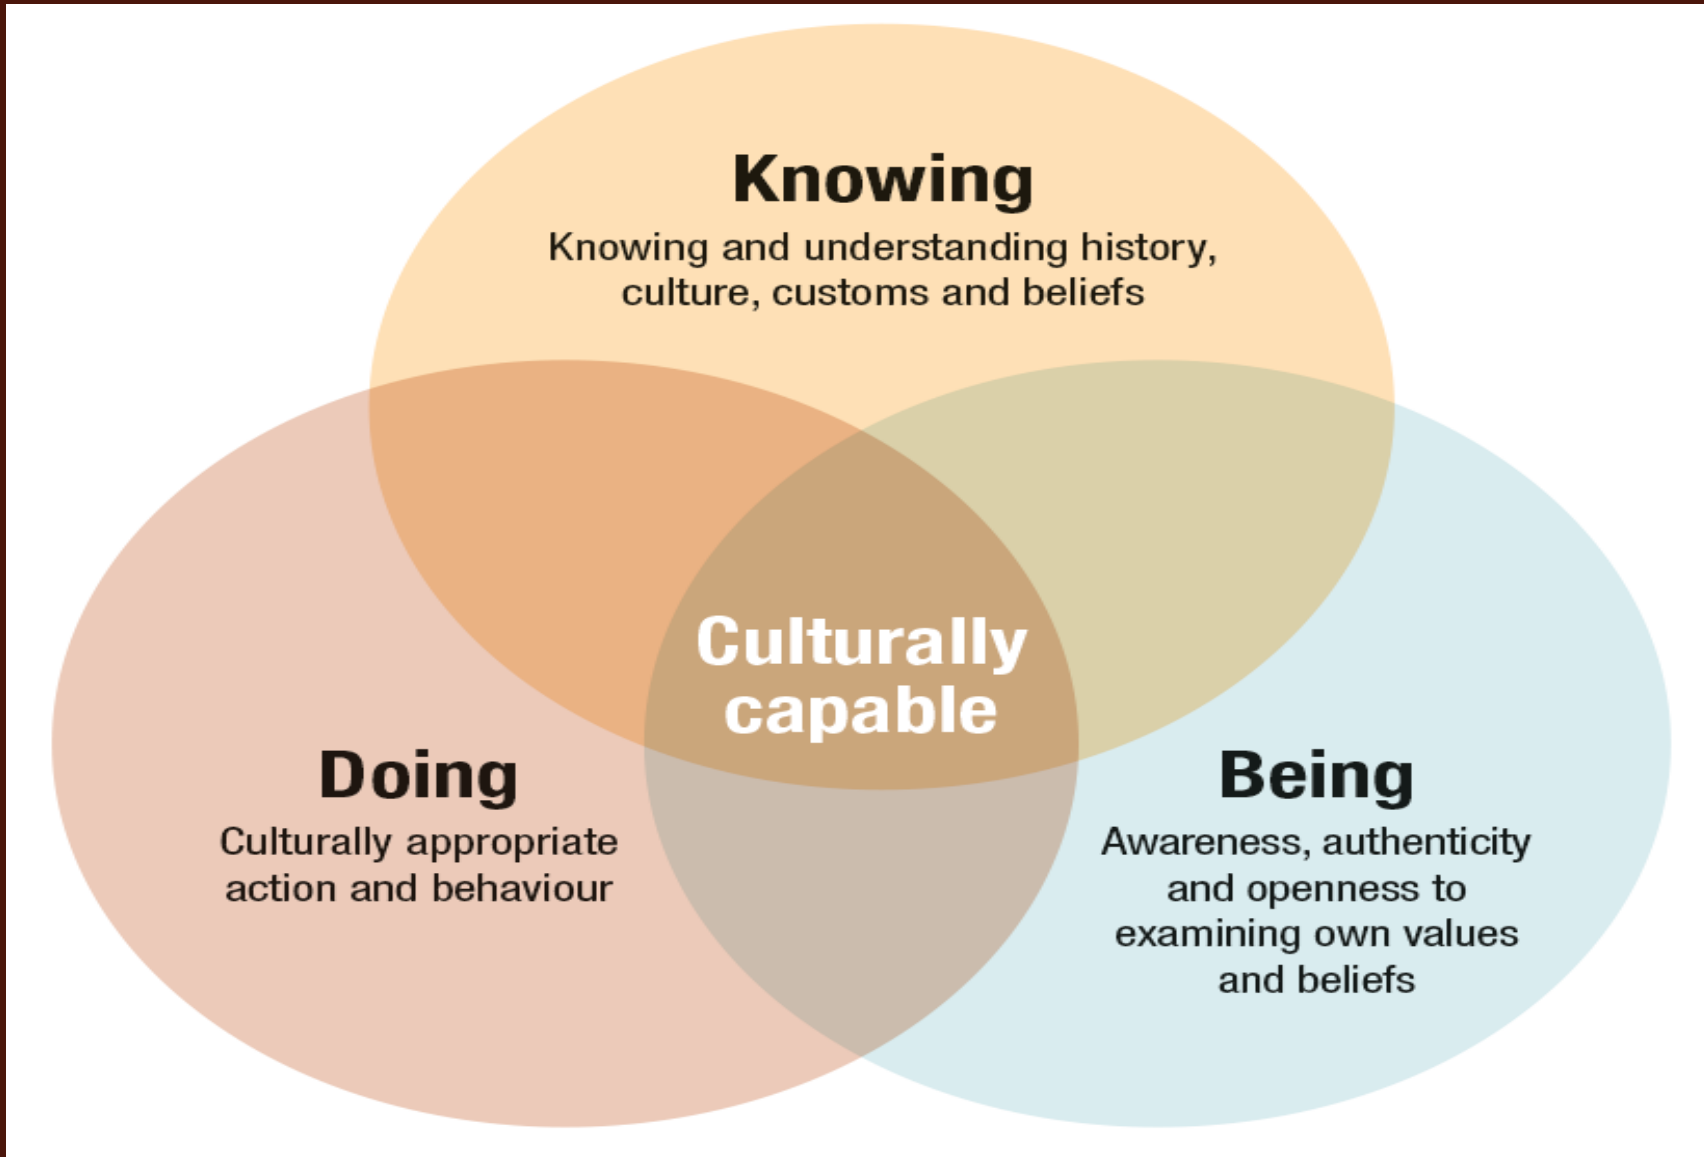 Knowing
Knowing and understanding history,
culture, customs and beliefs
Culturally
capable
Doing
Culturally appropriate
action and behaviour
Being
Awareness, authenticity
and openness to
examining own values
and beliefs